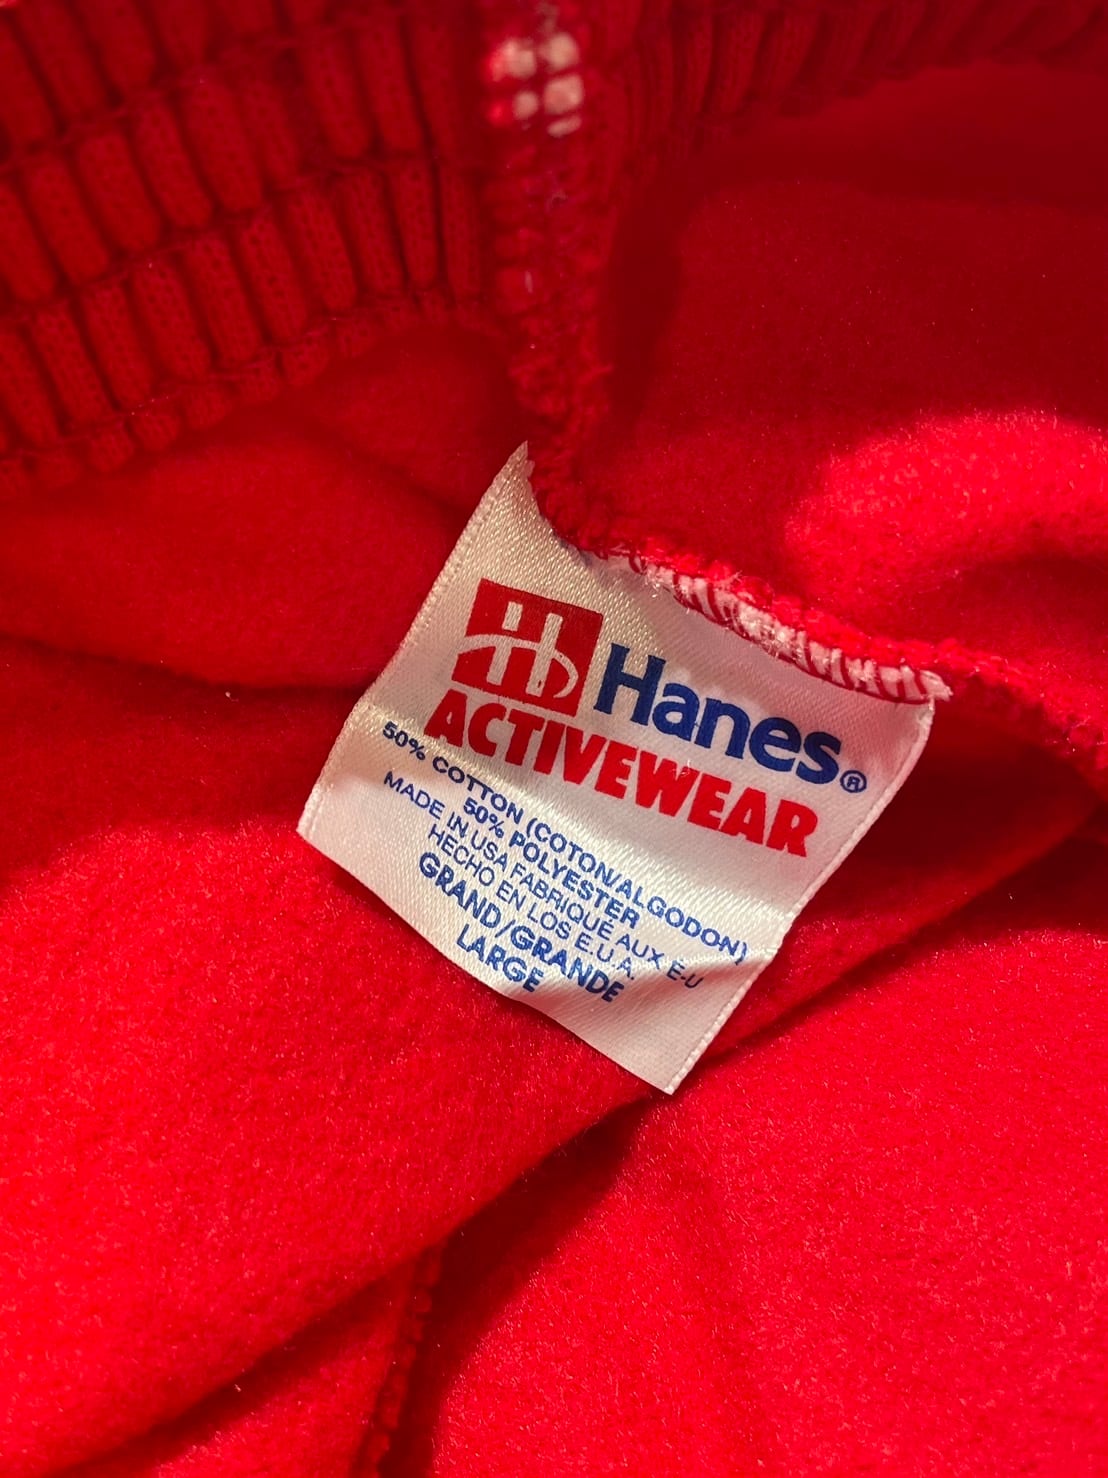 Hanes®
ACTIVEWEAR
50% COTTON (COTON/ALGODON)
50% POLYESTER
MADE IN USA FABRIQUÉ AUX É-U
HECHO EN LOS E.U.A.
GRAND/GRANDE
LARGE